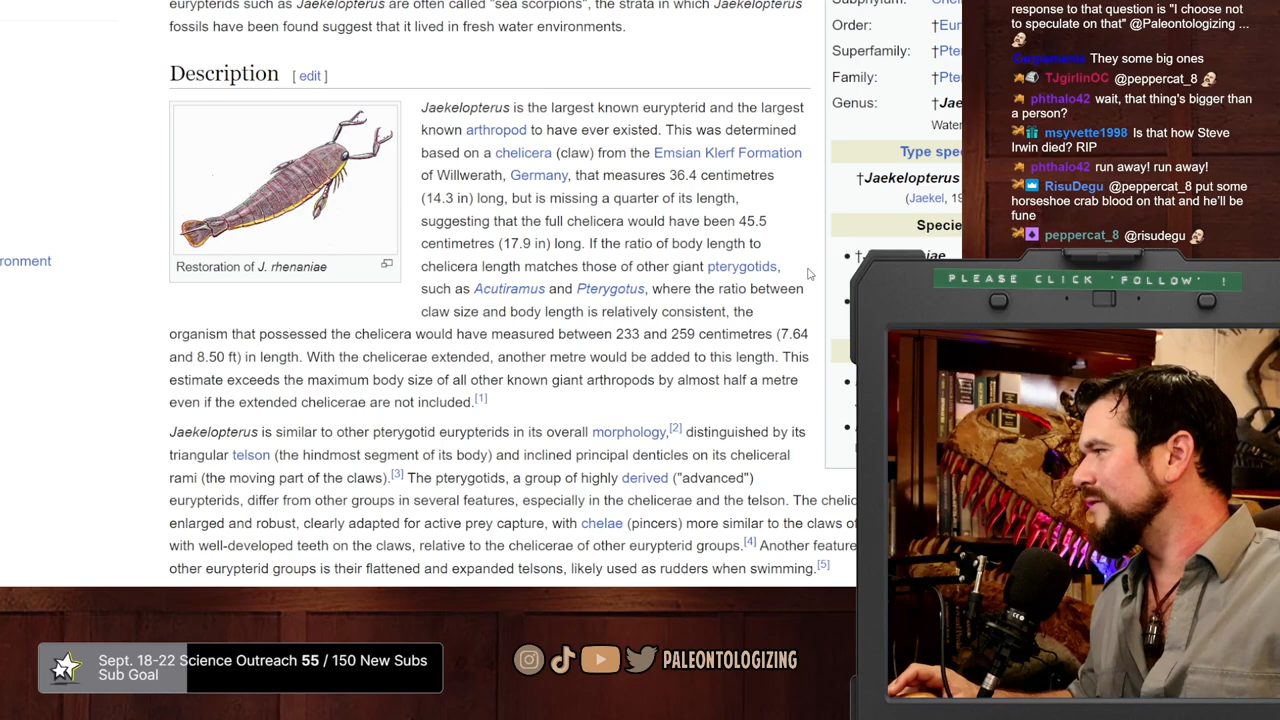 eurypterids such as Jaekelopterus are often called "sea scorpions", the strata in which Jaekelopterus
fossils have been found suggest that it lived in fresh water environments.
Description [ edit ]
Restoration of J. rhenaniae
Jaekelopterus is the largest known eurypterid and the largest
known arthropod to have ever existed. This was determined
based on a chelicera (claw) from the Emsian Klerf Formation
of Willwerath, Germany, that measures 36.4 centimetres
(14.3 in) long, but is missing a quarter of its length,
suggesting that the full chelicera would have been 45.5
centimetres (17.9 in) long. If the ratio of body length to
chelicera length matches those of other giant pterygotids,
such as Acutiramus and Pterygotus, where the ratio between
claw size and body length is relatively consistent, the
organism that possessed the chelicera would have measured between 233 and 259 centimetres (7.64
and 8.50 ft) in length. With the chelicerae extended, another metre would be added to this length. This
estimate exceeds the maximum body size of all other known giant arthropods by almost half a metre
even if the extended chelicerae are not included.[1]
Jaekelopterus is similar to other pterygotid eurypterids in its overall morphology,[2] distinguished by its
triangular telson (the hindmost segment of its body) and inclined principal denticles on its cheliceral
rami (the moving part of the claws).[3] The pterygotids, a group of highly derived ("advanced")
eurypterids, differ from other groups in several features, especially in the chelicerae and the telson. The chelic
enlarged and robust, clearly adapted for active prey capture, with chelae (pincers) more similar to the claws of
with well-developed teeth on the claws, relative to the chelicerae of other eurypterid groups.[4] Another feature
other eurypterid groups is their flattened and expanded telsons, likely used as rudders when swimming.[5]
ronment
Order: †Eur
Superfamily: †Pte
Family: †Pte
Genus: †Jae
Water
Type spe
†Jaekelopterus
(Jaekel, 19
Specie
response to that question is "I choose not
to speculate on that" @Paleontologizing ...
They some big ones
TJgirlinOC @peppercat_8
phthalo42 wait, that thing's bigger than
a person?
msyvette1998 Is that how Steve
Irwin died? RIP
phthalo42 run away! run away!
RisuDegu @peppercat_8 put some
horseshoe crab blood on that and he'll be
fune
peppercat_8 @risudegu
PLEASE CLICK 'FOLLOW' !
Sept. 18-22 Science Outreach 55 / 150 New Subs
Sub Goal
PALEONTOLOGIZING